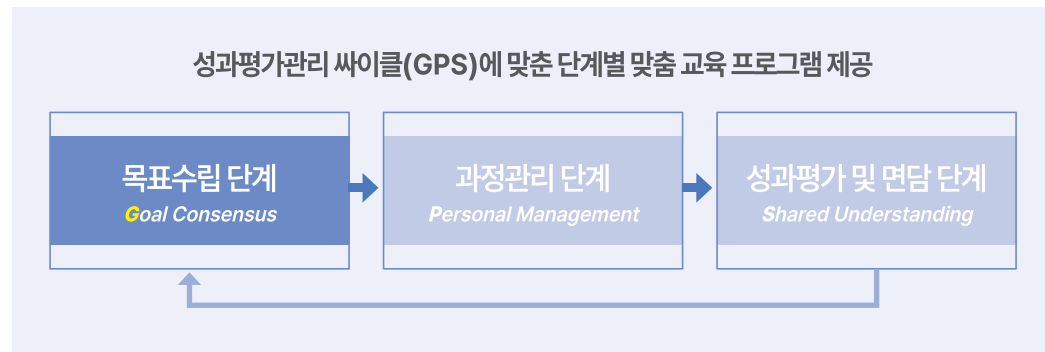 성과평가관리 싸이클(GPS)에 맞춘 단계별 맞춤 교육 프로그램 제공
목표수립 단계
Goal Consensus
과정관리 단계
Personal Management
성과평가 및 면담 단계
Shared Understanding